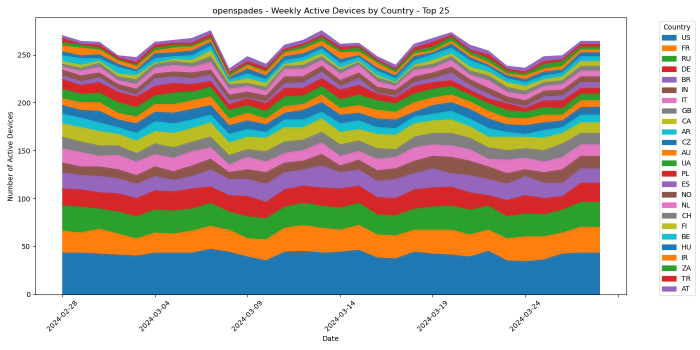 openspades - Weekly Active Devices by Country - Top 25
Number of Active Devices
250
200
150
100
50
0
2024-02-28
2024-03-04
2024-03-09
2024-03-14
2024-03-19
2024-03-24
Date
Country
US
FR
RU
DE
BR
IN
IT
GB
CA
AR
CZ
AU
UA
PL
ES
NO
NL
CH
FI
BE
HU
IR
ZA
TR
AT